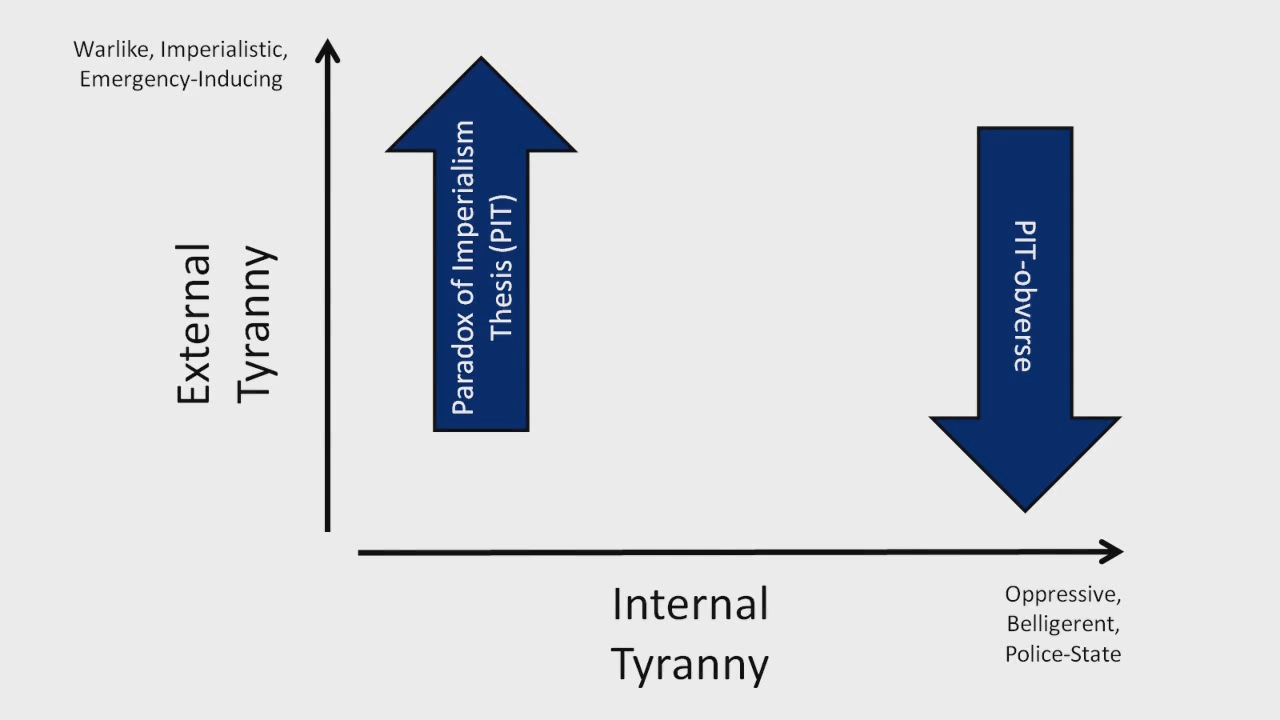 Warlike, Imperialistic,
Emergency-Inducing
External
Tyranny
Paradox of Imperialism
Thesis (PIT)
PIT-obverse
Internal
Tyranny
Oppressive,
Belligerent,
Police-State